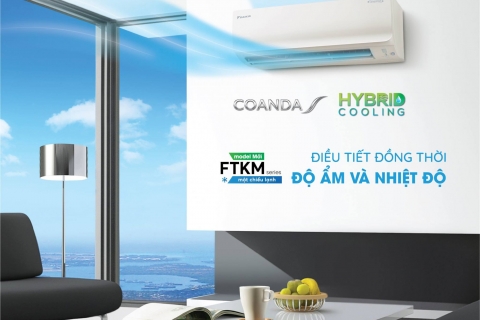 DAIKIN
COANDA
HYBRID
COOLING
model Mới
FTKM series
một chiều lạnh
ĐIỀU TIẾT ĐỒNG THỜI
ĐỘ ẨM VÀ NHIỆT ĐỘ